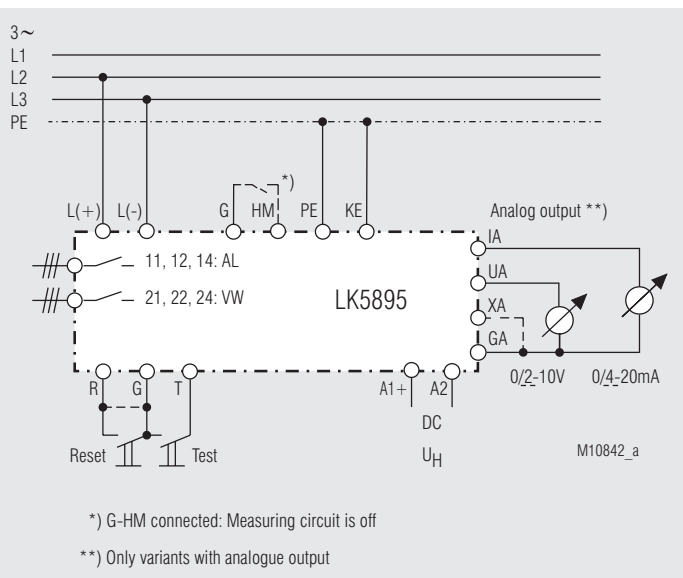 3∼
L1
L2
L3
PE
L(+) L(-) G HM *) PE KE Analog output **)
IA
11, 12, 14: AL
UA
21, 22, 24: VW
LK5895
XA
GA
R G T A1+ A2 0/2-10V 0/4-20mA
DC
Reset Test UH M10842_a
*) G-HM connected: Measuring circuit is off
**) Only variants with analogue output